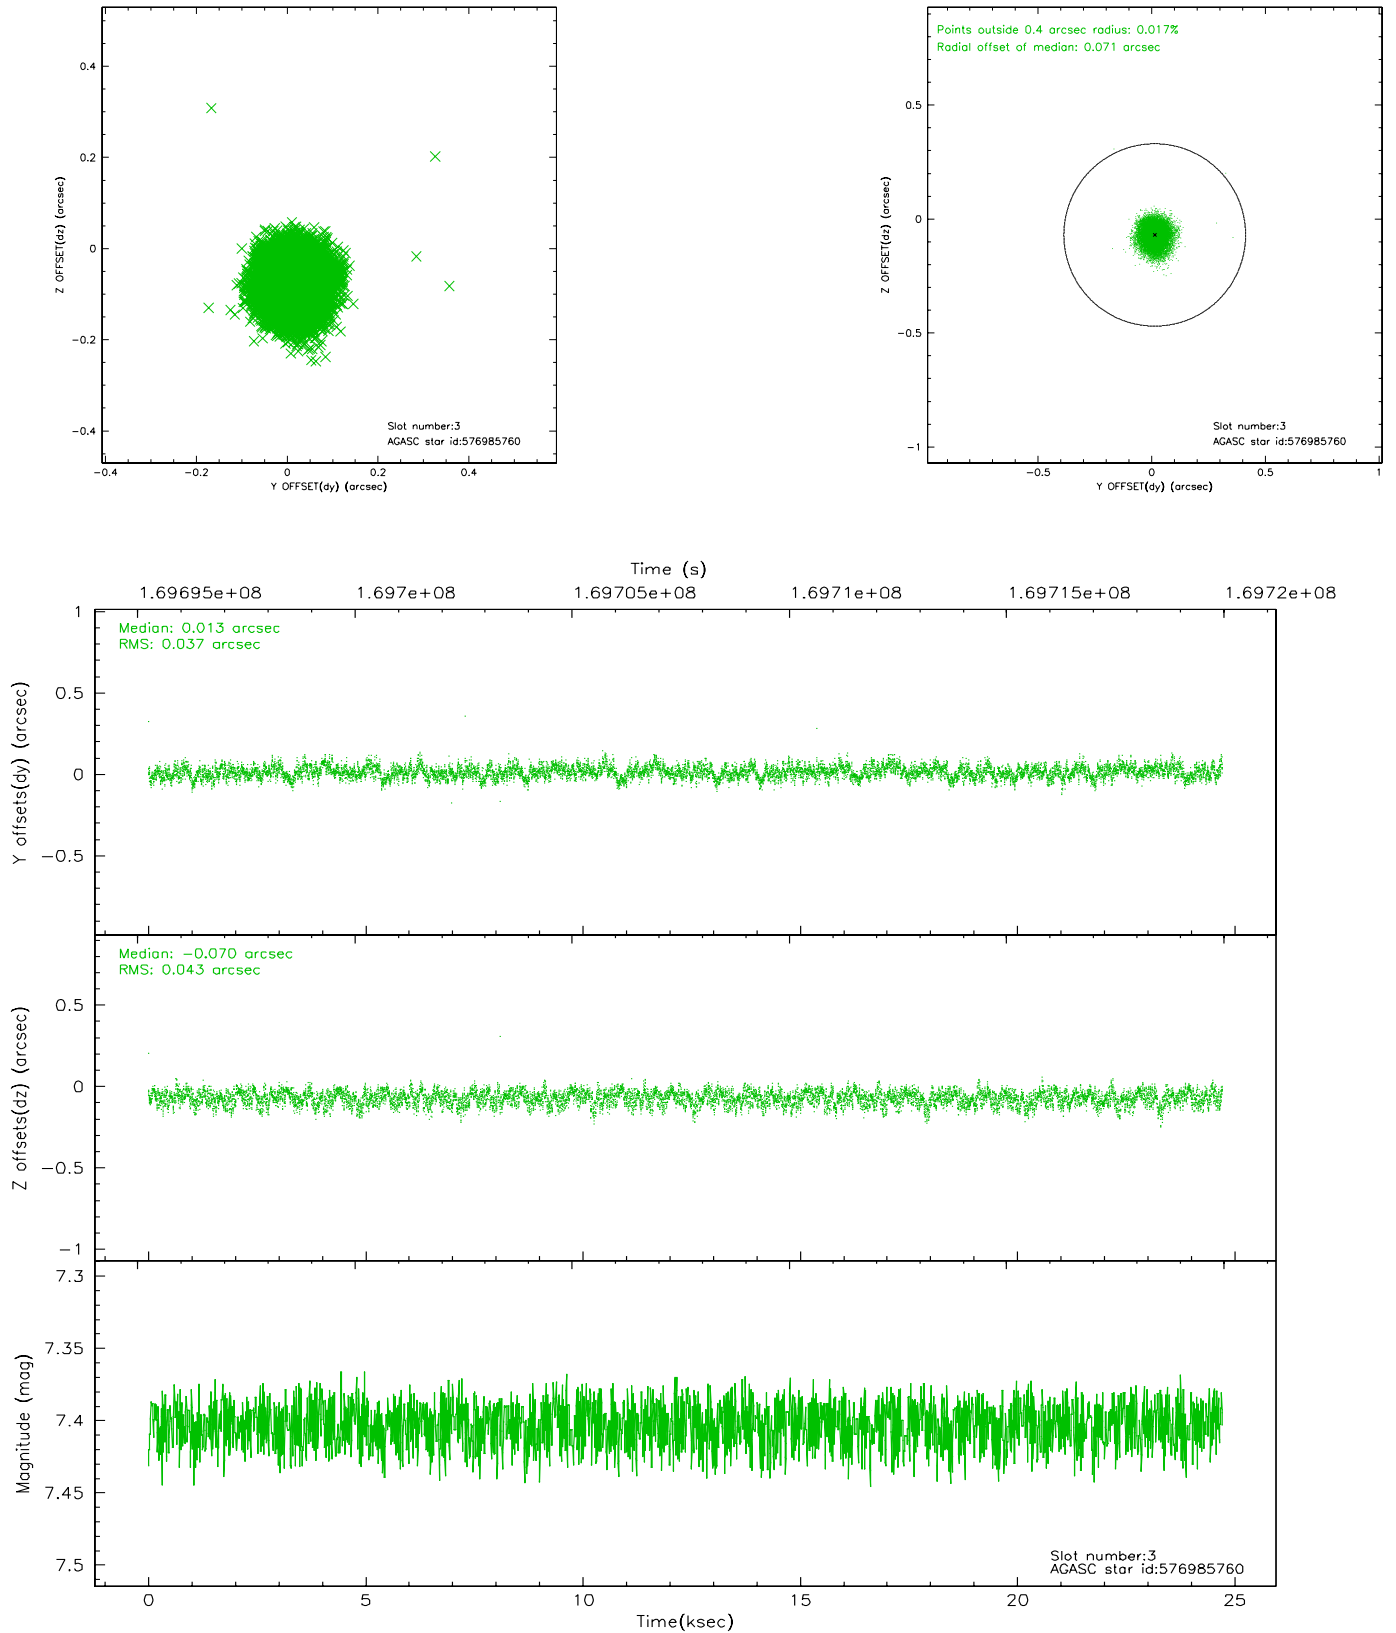 0.4
0.2
0
−0.2
−0.4
Z OFFSET(dz) (arcsec)
Slot number:3
AGASC star id:576985760
−0.4 −0.2 0 0.2 0.4
Y OFFSET(dy) (arcsec)
Points outside 0.4 arcsec radius: 0.017%
Radial offset of median: 0.071 arcsec
0.5
0
−0.5
−1
Z OFFSET(dz) (arcsec)
Slot number:3
AGASC star id:576985760
−0.5 0 0.5 1
Y OFFSET(dy) (arcsec)
Time (s)
1.69695e+08 1.697e+08 1.69705e+08 1.6971e+08 1.69715e+08 1.6972e+08
Median: 0.013 arcsec
RMS: 0.037 arcsec
1
0.5
0
−0.5
Y offsets(dy) (arcsec)
Median: −0.070 arcsec
RMS: 0.043 arcsec
0.5
0
−0.5
−1
Z offsets(dz) (arcsec)
7.3
7.35
7.4
7.45
7.5
Magnitude (mag)
Slot number:3
AGASC star id:576985760
0 5 10 15 20 25
Time(ksec)